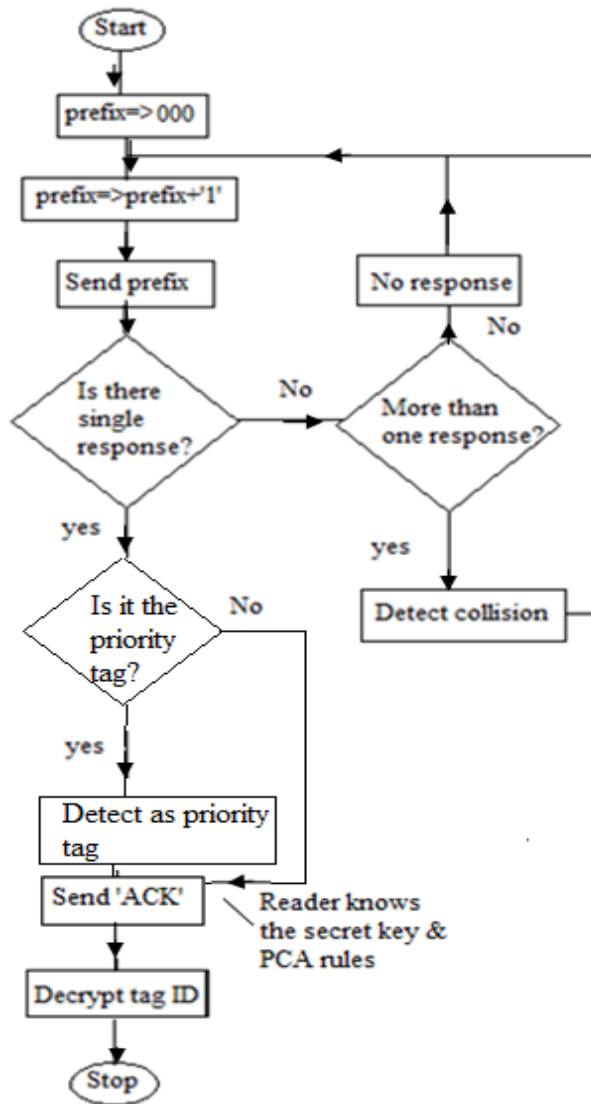 Start
prefix=> 000
prefix=>prefix+'1'
Send prefix
No response
No
Is there
single
response?
No
More than
one response?
yes
yes
Detect collision
Is it the
priority
tag?
No
yes
Detect as priority
tag
Send 'ACK'
Reader knows
the secret key &
PCA rules
Decrypt tag ID
Stop